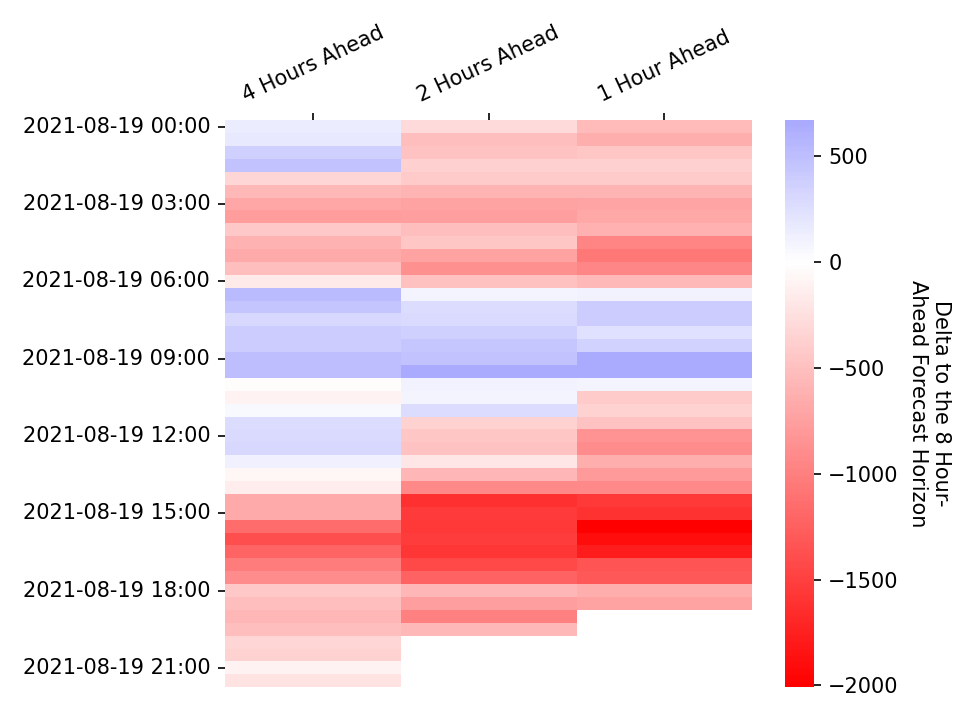 4 Hours Ahead
2 Hours Ahead
1 Hour Ahead
2021-08-19 00:00
2021-08-19 03:00
2021-08-19 06:00
2021-08-19 09:00
2021-08-19 12:00
2021-08-19 15:00
2021-08-19 18:00
2021-08-19 21:00
500
0
−500
−1000
−1500
−2000
Delta to the 8 Hour-
Ahead Forecast Horizon